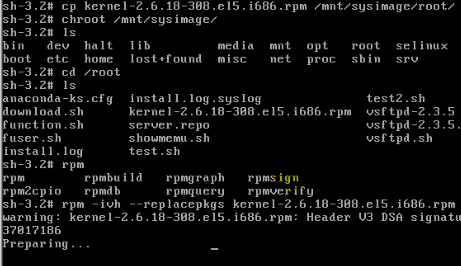 sh-3.2# cp kernel-2.6.18-308.el5.i686.rpm /mnt/sysimage/root/
sh-3.2# chroot /mnt/sysimage/
sh-3.2# ls
bin dev halt lib media mnt opt root selinux
boot etc home lost+found misc net proc sbin srv
sh-3.2# cd /root
sh-3.2# ls
anaconda-ks.cfg install.log.syslog test2.sh
download.sh kernel-2.6.18-308.el5.i686.rpm vsftpd-2.3.5
function.sh server.repo vsftpd-2.3.5
fuser.sh showmemu.sh vsftpd.sh
install.log test.sh
sh-3.2# rpm
rpm rpmbuild rpmgraph rpmsign
rpm2cpio rpmdb rpmquery rpmverify
sh-3.2# rpm -ivh --replacepkgs kernel-2.6.18-308.el5.i686.rpm
warning: kernel-2.6.18-308.el5.i686.rpm: Header V3 DSA signatu
37017186
Preparing...